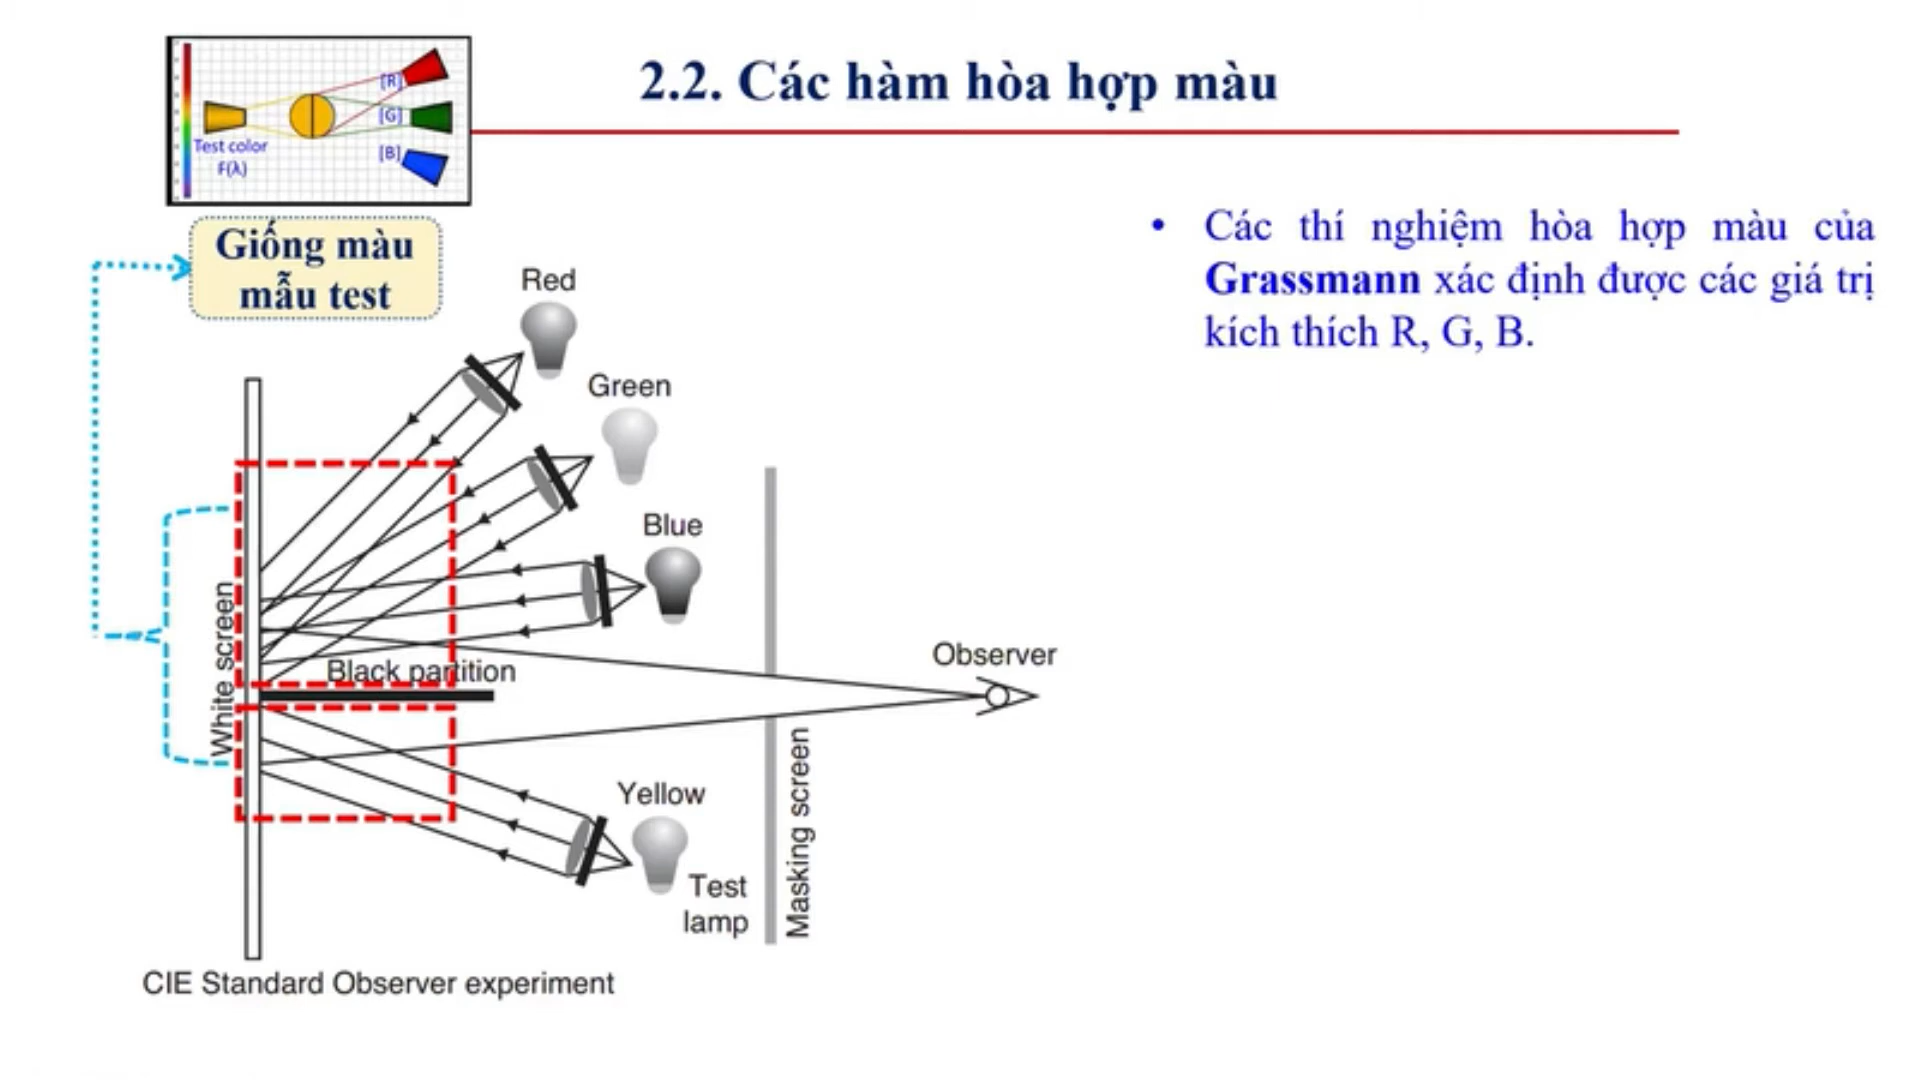 2.2. Các hàm hòa hợp màu
[R]
[G]
[B]
Test color
F(λ)
Giống màu
mẫu test
• Các thí nghiệm hòa hợp màu của
Grassmann xác định được các giá trị
kích thích R, G, B.
Red
Green
Blue
White screen
Black partition
Observer
Yellow
Test
lamp
Masking screen
CIE Standard Observer experiment